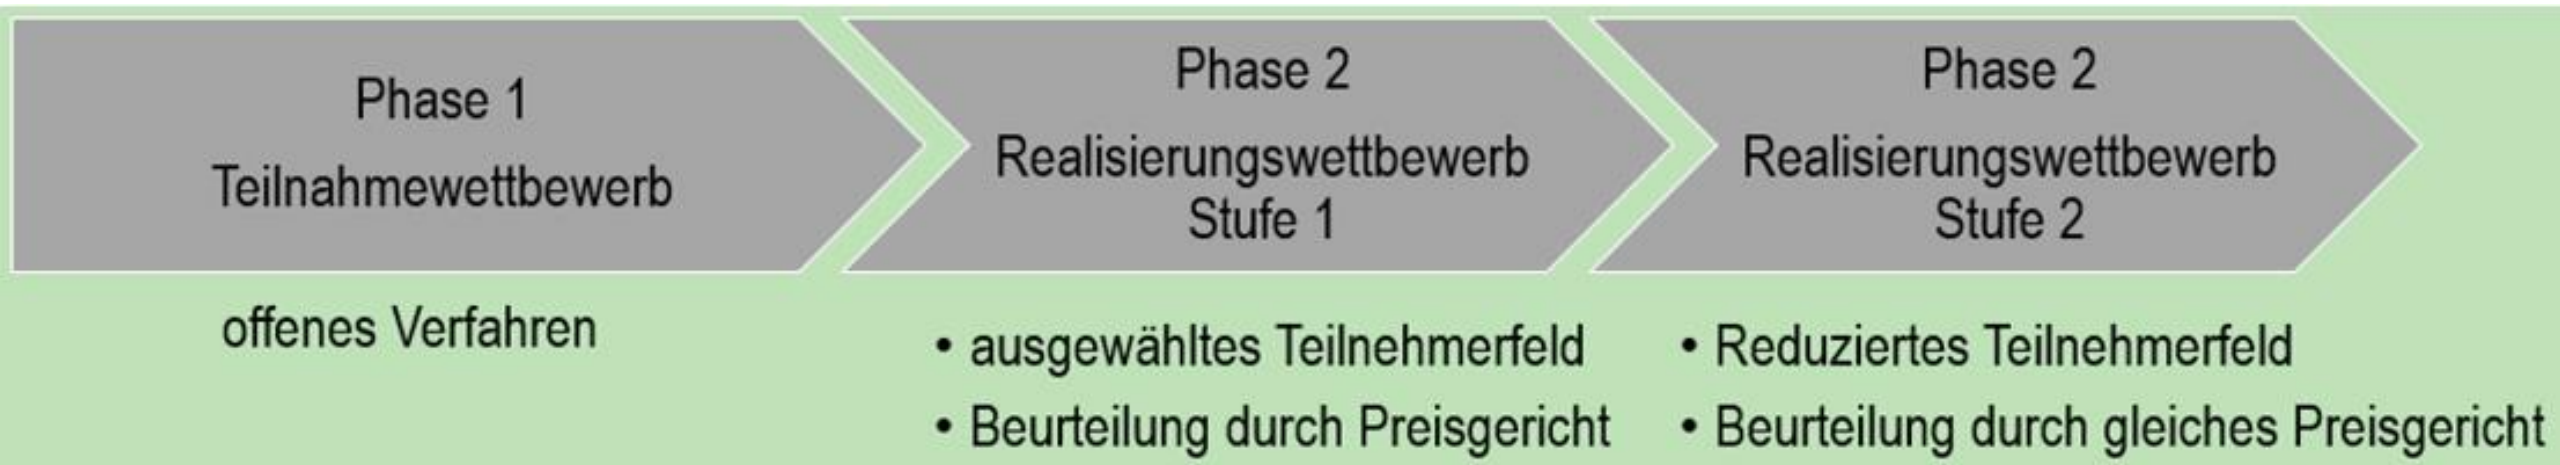 Phase 1
Teilnahmewettbewerb
Phase 2
Realisierungswettbewerb
Stufe 1
Phase 2
Realisierungswettbewerb
Stufe 2
offenes Verfahren
• ausgewähltes Teilnehmerfeld
• Beurteilung durch Preisgericht
• Reduziertes Teilnehmerfeld
• Beurteilung durch gleiches Preisgericht